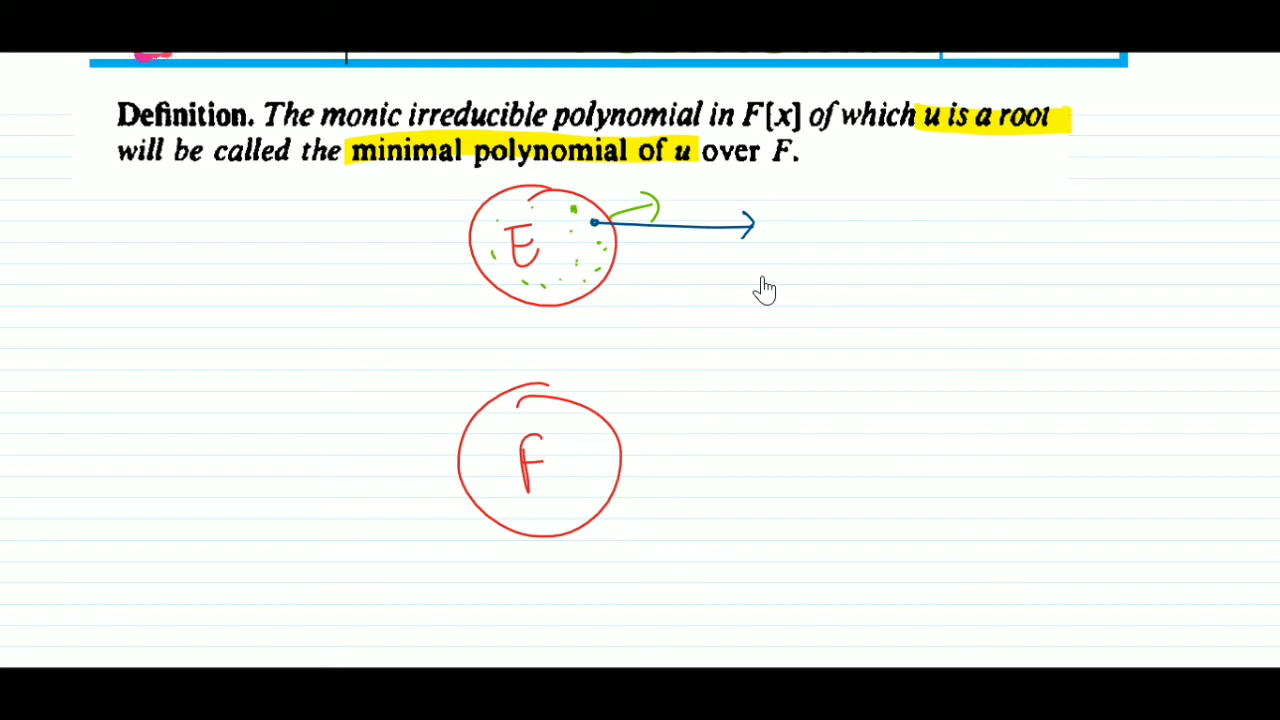 Definition. The monic irreducible polynomial in F[x] of which u is a root
will be called the minimal polynomial of u over F.
E
F